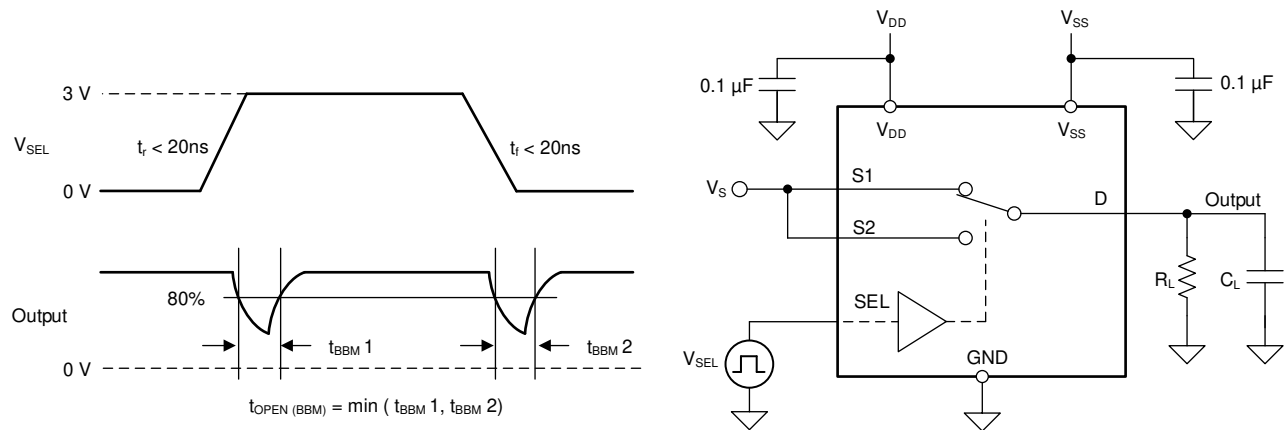 3 V
V_SEL
t_r < 20ns
t_f < 20ns
0 V
80%
Output
t_BBM 1
t_BBM 2
0 V
t_OPEN (BBM) = min ( t_BBM 1, t_BBM 2)
V_DD
V_SS
0.1 µF
0.1 µF
V_DD
V_SS
V_S
S1
D
Output
S2
R_L
C_L
SEL
V_SEL
GND